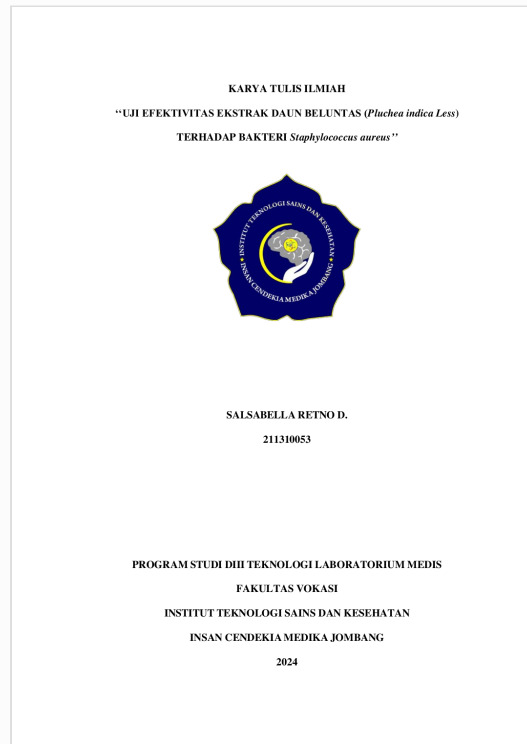 KARYA TULIS ILMIAH
‘‘UJI EFEKTIVITAS EKSTRAK DAUN BELUNTAS (Pluchea indica Less)
TERHADAP BAKTERI Staphylococcus aureus’’
INSTITUT TEKNOLOGI SAINS DAN KESEHATAN
INSAN CENDEKIA MEDIKA JOMBANG
SALSABELLA RETNO D.
211310053
PROGRAM STUDI DIII TEKNOLOGI LABORATORIUM MEDIS
FAKULTAS VOKASI
INSTITUT TEKNOLOGI SAINS DAN KESEHATAN
INSAN CENDEKIA MEDIKA JOMBANG
2024